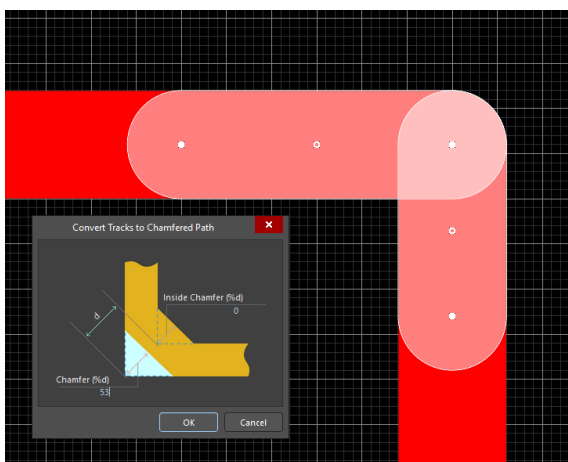 Convert Tracks to Chamfered Path
Inside Chamfer (%d)
0
d
Chamfer (%d)
53
OK
Cancel